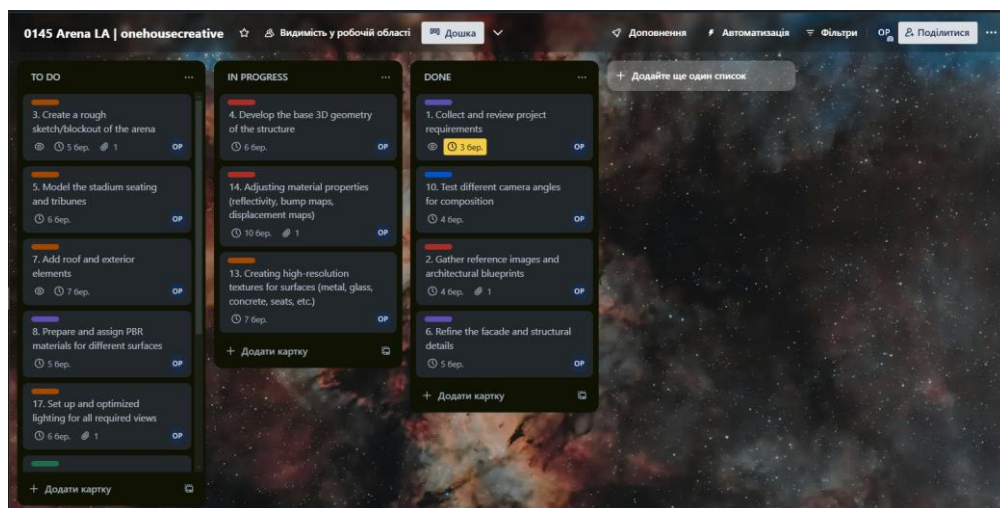 0145 Arena LA | onehousecreative
Видимість у робочій області
Дошка
Доповнення
Автоматизація
Фільтри
OP
Поділитися
TO DO
3. Create a rough
sketch/blockout of the arena
5 бер.
1
OP
5. Model the stadium seating
and tribunes
6 бер.
OP
7. Add roof and exterior
elements
7 бер.
OP
8. Prepare and assign PBR
materials for different surfaces
5 бер.
OP
17. Set up and optimized
lighting for all required views
6 бер.
1
OP
+ Додати картку
IN PROGRESS
4. Develop the base 3D geometry
of the structure
6 бер.
OP
14. Adjusting material properties
(reflectivity, bump maps,
displacement maps)
10 бер.
1
OP
13. Creating high-resolution
textures for surfaces (metal, glass,
concrete, seats, etc.)
7 бер.
OP
+ Додати картку
DONE
1. Collect and review project
requirements
3 бер.
OP
10. Test different camera angles
for composition
4 бер.
OP
2. Gather reference images and
architectural blueprints
4 бер.
1
OP
6. Refine the facade and structural
details
5 бер.
OP
+ Додати картку
+ Додайте ще один список